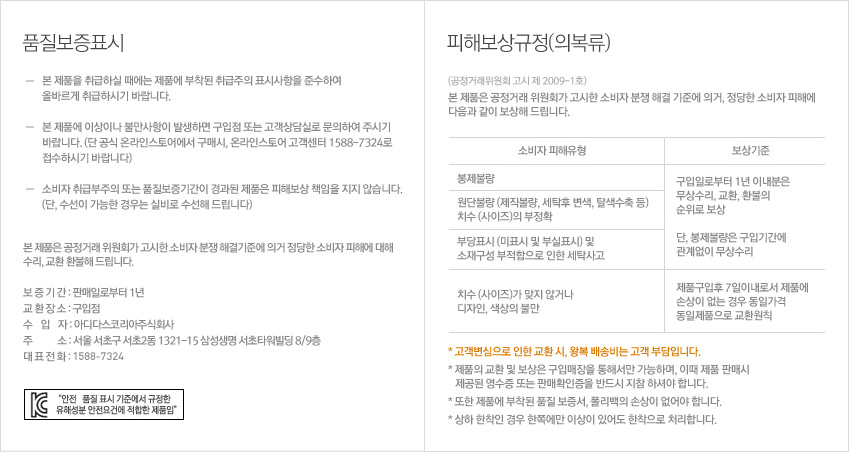 품질보증표시
— 본 제품을 취급하실 때에는 제품에 부착된 취급주의 표시사항을 준수하여
올바르게 취급하시기 바랍니다.
— 본 제품에 이상이나 불만사항이 발생하면 구입점 또는 고객상담실로 문의하여 주시기
바랍니다. (단 공식 온라인스토어에서 구매시, 온라인스토어 고객센터 1588-7324로
접수하시기 바랍니다)
— 소비자 취급부주의 또는 품질보증기간이 경과된 제품은 피해보상 책임을 지지 않습니다.
(단, 수선이 가능한 경우는 실비로 수선해 드립니다)
본 제품은 공정거래 위원회가 고시한 소비자 분쟁 해결기준에 의거 정당한 소비자 피해에 대해
수리, 교환 환불해 드립니다.
보 증 기 간 : 판매일로부터 1년
교 환 장 소 : 구입점
수 입 자 : 아디다스코리아주식회사
주 소 : 서울 서초구 서초2동 1321-15 삼성생명 서초타워빌딩 8/9층
대 표 전 화 : 1588-7324
"안전 품질 표시 기준에서 규정한
유해성분 안전요건에 적합한 제품임"
피해보상규정(의복류)
(공정거래위원회 고시 제 2009-1호)
본 제품은 공정거래 위원회가 고시한 소비자 분쟁 해결 기준에 의거, 정당한 소비자 피해에
다음과 같이 보상해 드립니다.
소비자 피해유형
보상기준
봉제불량
원단불량 (제직불량, 세탁후 변색, 탈색수축 등)
치수 (사이즈)의 부정확
부당표시 (미표시 및 부실표시) 및
소재구성 부적합으로 인한 세탁사고
구입일로부터 1년 이내분은
무상수리, 교환, 환불의
순위로 보상
단, 봉제불량은 구입기간에
관계없이 무상수리
치수 (사이즈)가 맞지 않거나
디자인, 색상의 불만
제품구입후 7일이내로서 제품에
손상이 없는 경우 동일가격
동일제품으로 교환원칙
* 고객변심으로 인한 교환 시, 왕복 배송비는 고객 부담입니다.
* 제품의 교환 및 보상은 구입매장을 통해서만 가능하며, 이때 제품 판매시
제공된 영수증 또는 판매확인증을 반드시 지참 하셔야 합니다.
* 또한 제품에 부착된 품질 보증서, 폴리백의 손상이 없어야 합니다.
* 상하 한착인 경우 한쪽에만 이상이 있어도 한착으로 처리합니다.